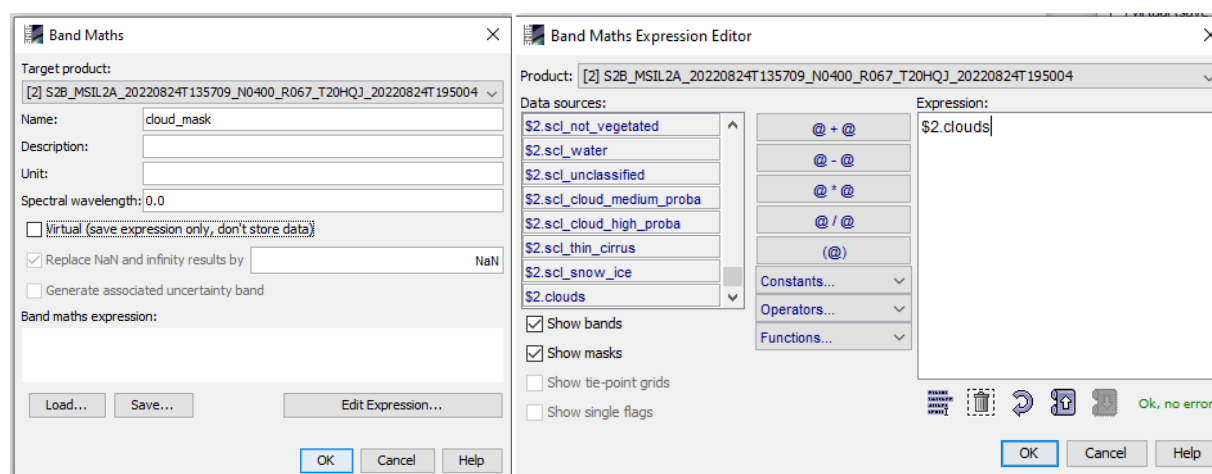 Band Maths
Target product:
[2] S2B_MSIL2A_20220824T135709_N0400_R067_T20HQJ_20220824T195004
Name: cloud_mask
Description:
Unit:
Spectral wavelength: 0.0
Virtual (save expression only, don't store data)
Replace NaN and infinity results by NaN
Generate associated uncertainty band
Band maths expression:
Load... Save... Edit Expression...
OK Cancel Help
Band Maths Expression Editor
Product: [2] S2B_MSIL2A_20220824T135709_N0400_R067_T20HQJ_20220824T195004
Data sources:
$2.scl_not_vegetated
$2.scl_water
$2.scl_unclassified
$2.scl_cloud_medium_proba
$2.scl_cloud_high_proba
$2.scl_thin_cirrus
$2.scl_snow_ice
$2.clouds
Show bands
Show masks
Show tie-point grids
Show single flags
@ + @
@ - @
@ * @
@ / @
(@)
Constants...
Operators...
Functions...
Expression:
$2.clouds
Ok, no error
OK Cancel Help